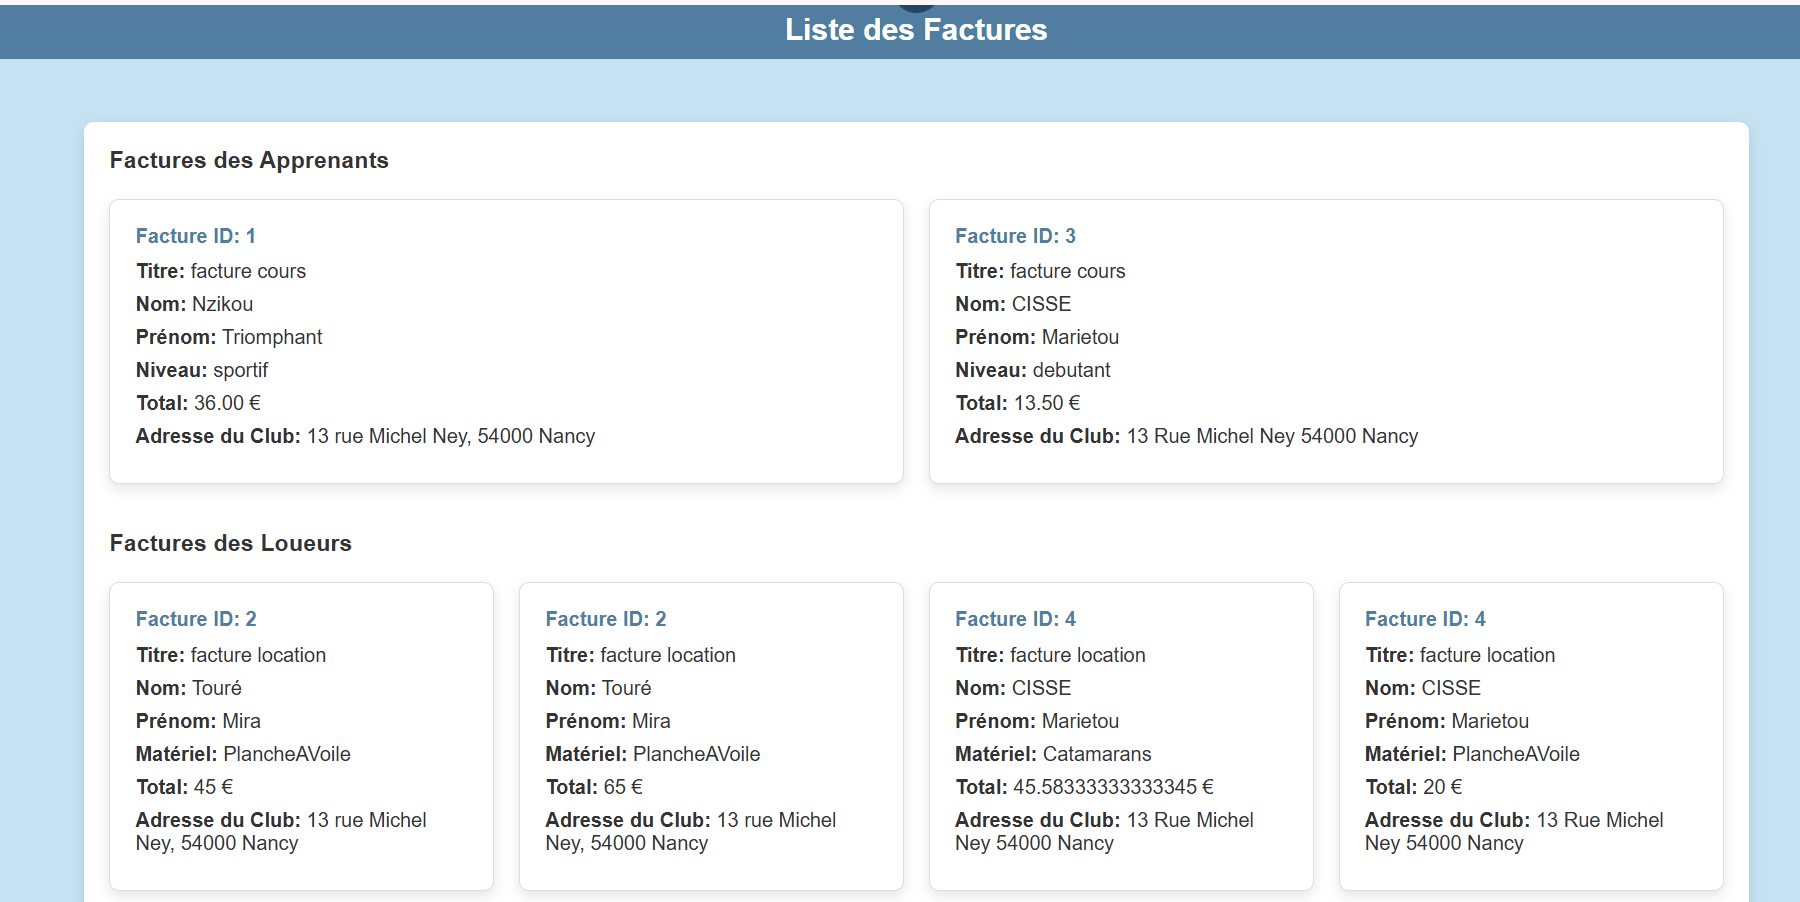 Liste des Factures
Factures des Apprenants
Facture ID: 1
Titre: facture cours
Nom: Nzikou
Prénom: Triomphant
Niveau: sportif
Total: 36.00 €
Adresse du Club: 13 rue Michel Ney, 54000 Nancy
Facture ID: 3
Titre: facture cours
Nom: CISSE
Prénom: Marietou
Niveau: debutant
Total: 13.50 €
Adresse du Club: 13 Rue Michel Ney 54000 Nancy
Factures des Loueurs
Facture ID: 2
Titre: facture location
Nom: Touré
Prénom: Mira
Matériel: PlancheAVoile
Total: 45 €
Adresse du Club: 13 rue Michel
Ney, 54000 Nancy
Facture ID: 2
Titre: facture location
Nom: Touré
Prénom: Mira
Matériel: PlancheAVoile
Total: 65 €
Adresse du Club: 13 rue Michel
Ney, 54000 Nancy
Facture ID: 4
Titre: facture location
Nom: CISSE
Prénom: Marietou
Matériel: Catamarans
Total: 45.58333333333345 €
Adresse du Club: 13 Rue Michel
Ney 54000 Nancy
Facture ID: 4
Titre: facture location
Nom: CISSE
Prénom: Marietou
Matériel: PlancheAVoile
Total: 20 €
Adresse du Club: 13 Rue Michel
Ney 54000 Nancy